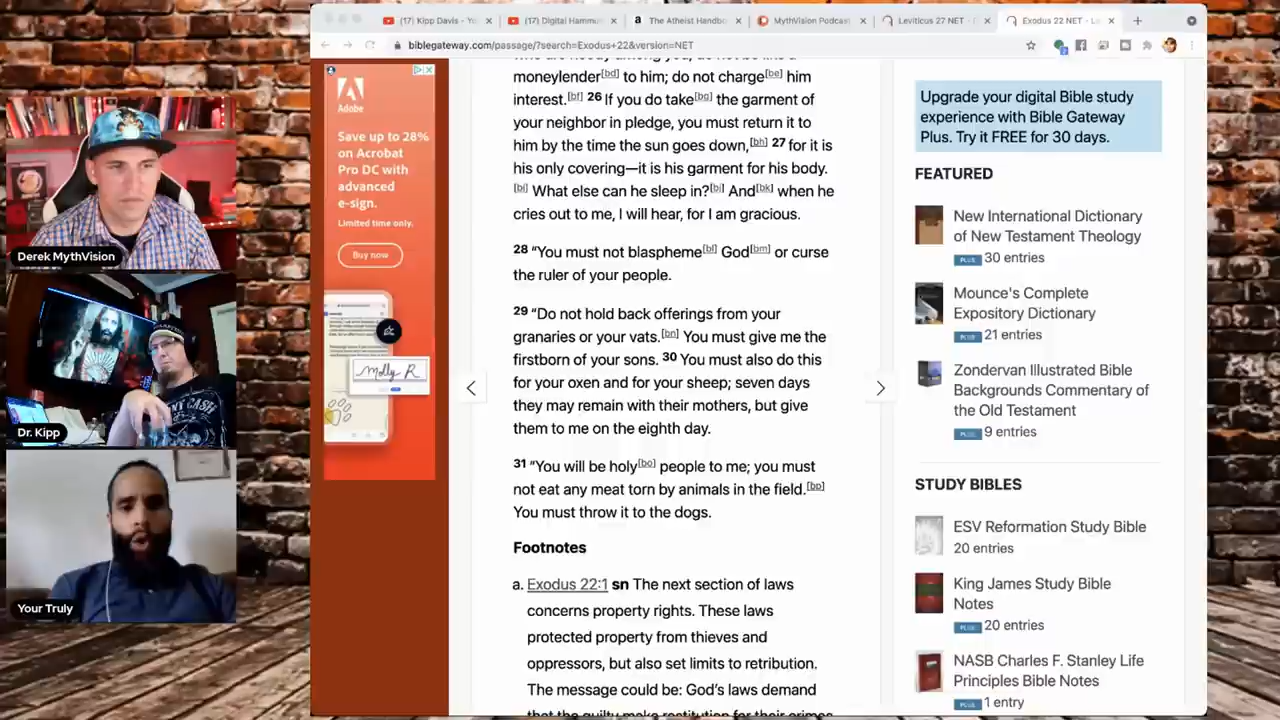 (17) Kipp Davis - Yo
(17) Digital Hammu
The Atheist Handbo
MythVision Podcast
Leviticus 27 NET -
Exodus 22 NET - L
biblegateway.com/passage/?search=Exodus+22&version=NET
Adobe
Save up to 28%
on Acrobat
Pro DC with
advanced
e-sign.
Limited time only.
Buy now
Molly R
moneylender[bd] to him; do not charge[be] him
interest.[bf] 26 If you do take[bg] the garment of
your neighbor in pledge, you must return it to
him by the time the sun goes down,[bh] 27 for it is
his only covering—it is his garment for his body.
[bi] What else can he sleep in?[bj] And[bk] when he
cries out to me, I will hear, for I am gracious.
28 “You must not blaspheme[bl] God[bm] or curse
the ruler of your people.
29 “Do not hold back offerings from your
granaries or your vats.[bn] You must give me the
firstborn of your sons. 30 You must also do this
for your oxen and for your sheep; seven days
they may remain with their mothers, but give
them to me on the eighth day.
31 “You will be holy[bo] people to me; you must
not eat any meat torn by animals in the field.[bp]
You must throw it to the dogs.
Footnotes
a. Exodus 22:1 sn The next section of laws
concerns property rights. These laws
protected property from thieves and
oppressors, but also set limits to retribution.
The message could be: God’s laws demand
that the guilty make restitution for their crimes
Upgrade your digital Bible study
experience with Bible Gateway
Plus. Try it FREE for 30 days.
FEATURED
New International Dictionary
of New Testament Theology
PLUS 30 entries
Mounce's Complete
Expository Dictionary
PLUS 21 entries
Zondervan Illustrated Bible
Backgrounds Commentary of
the Old Testament
PLUS 9 entries
STUDY BIBLES
ESV Reformation Study Bible
20 entries
King James Study Bible
Notes
PLUS 20 entries
NASB Charles F. Stanley Life
Principles Bible Notes
PLUS 1 entry
Derek MythVision
Dr. Kipp
Your Truly